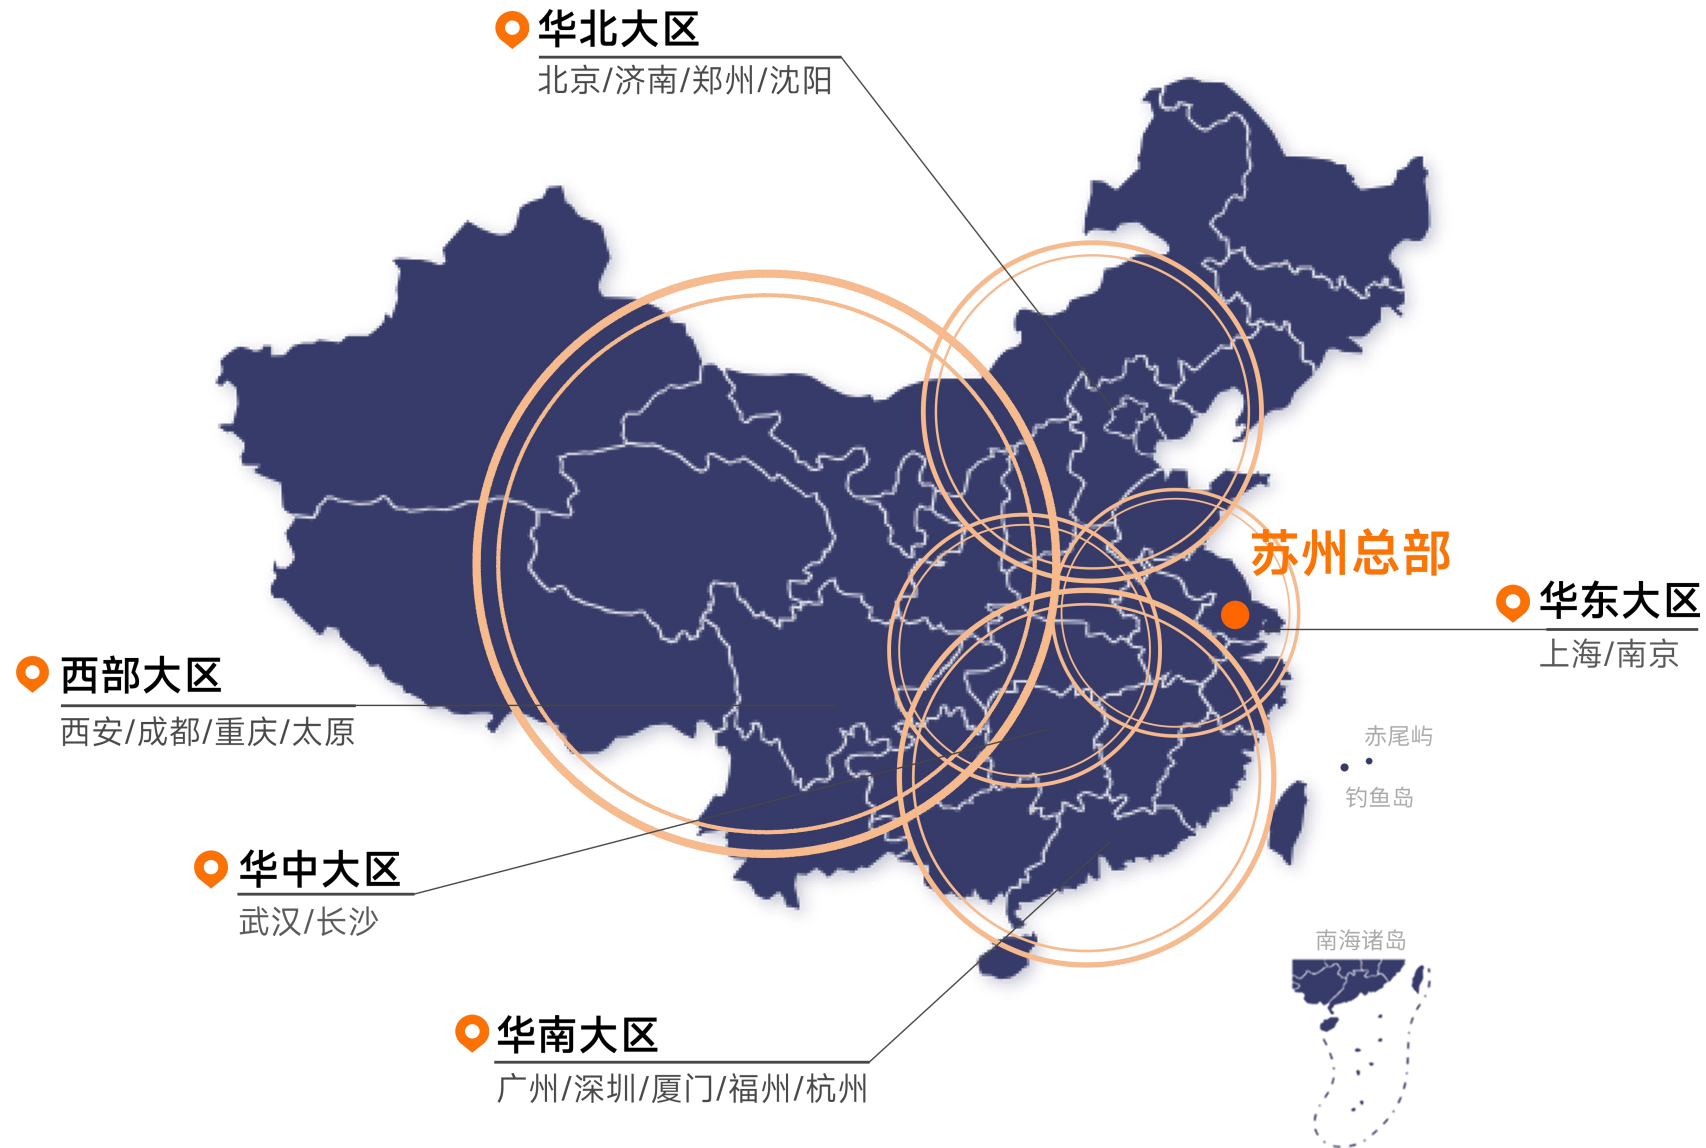 华北大区
北京/济南/郑州/沈阳
苏州总部
华东大区
上海/南京
西部大区
西安/成都/重庆/太原
赤尾屿
钓鱼岛
华中大区
武汉/长沙
南海诸岛
华南大区
广州/深圳/厦门/福州/杭州